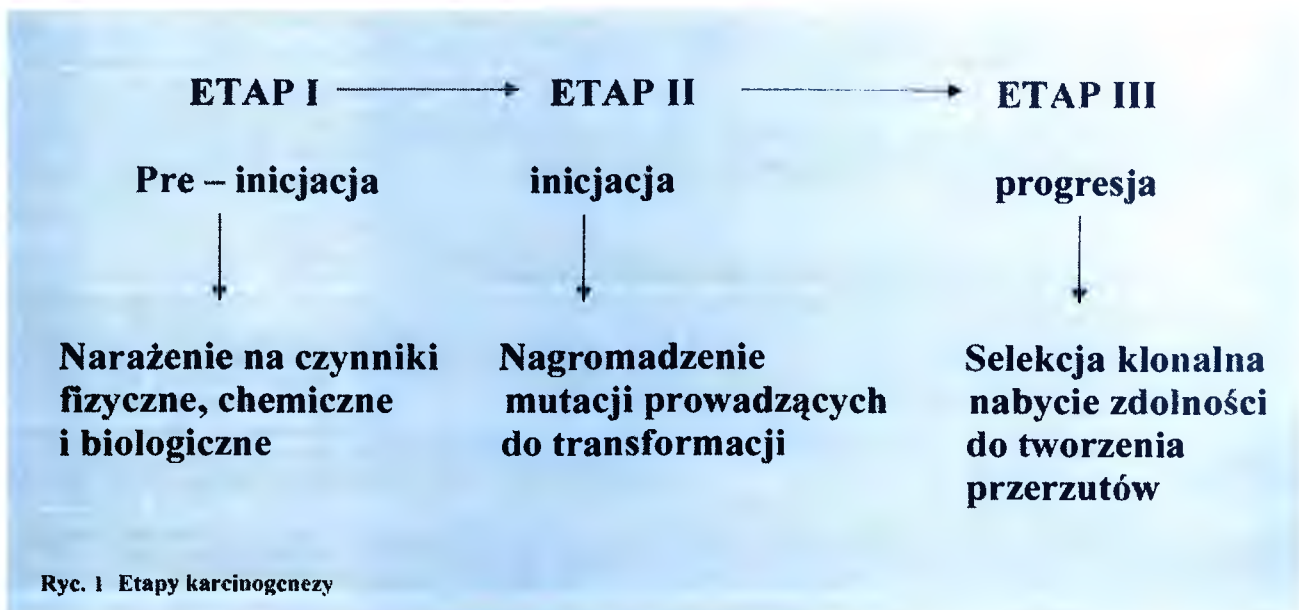 ETAP I ETAP II ETAP III
Pre – inicjacja inicjacja progresja
Narażenie na czynniki
fizyczne, chemiczne
i biologiczne
Nagromadzenie
mutacji prowadzących
do transformacji
Selekcja klonalna
nabycie zdolności
do tworzenia
przerzutów
Ryc. 1 Etapy karcinogenezy